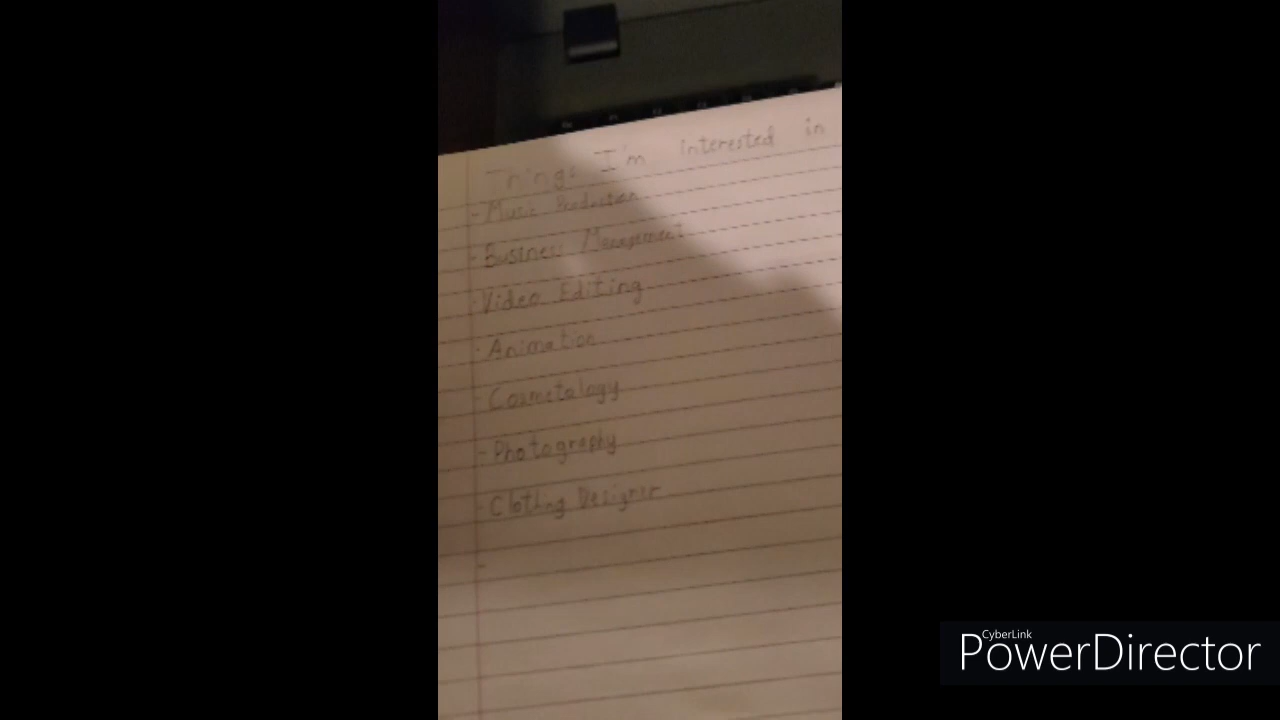 Things I'm Interested in
- Music Production
- Business Management
- Video Editing
- Animation
- Cosmetology
- Photography
- Clothing Designer
-
CyberLink
PowerDirector